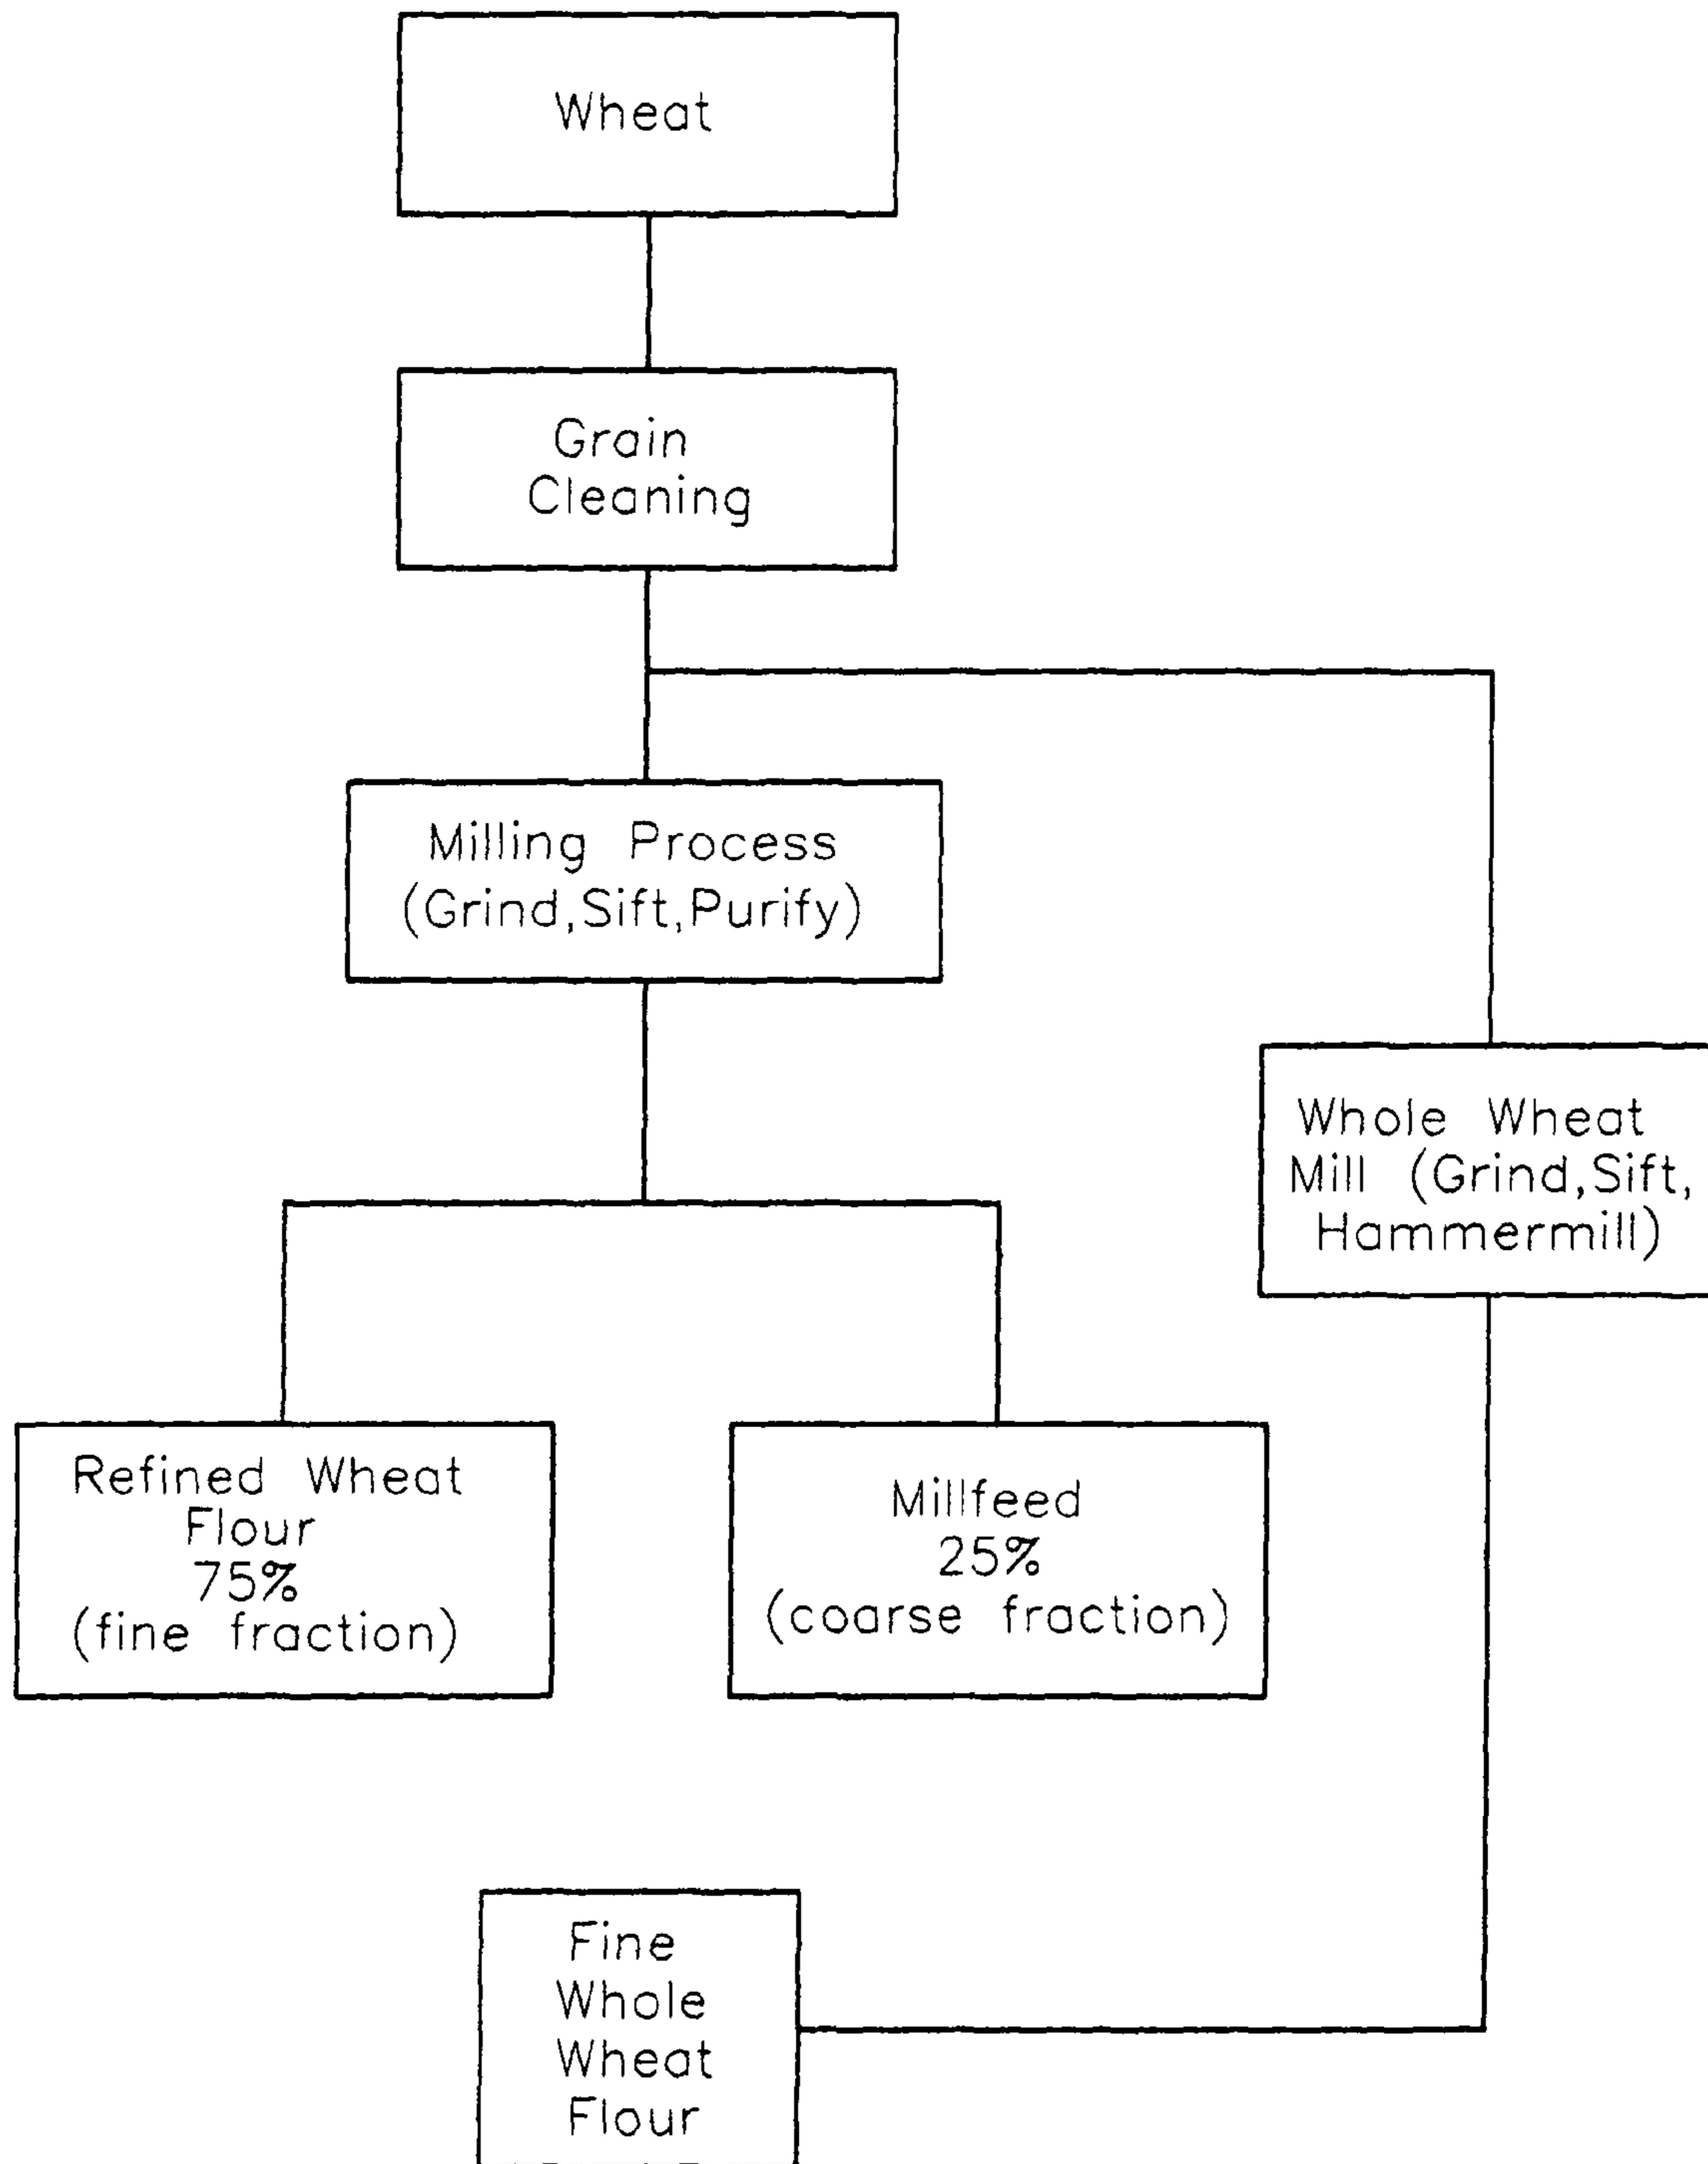 Wheat
Grain
Cleaning
Milling Process
(Grind,Sift,Purify)
Whole Wheat
Mill (Grind,Sift,
Hammermill)
Refined Wheat
Flour
75%
(fine fraction)
Millfeed
25%
(coarse fraction)
Fine
Whole
Wheat
Flour